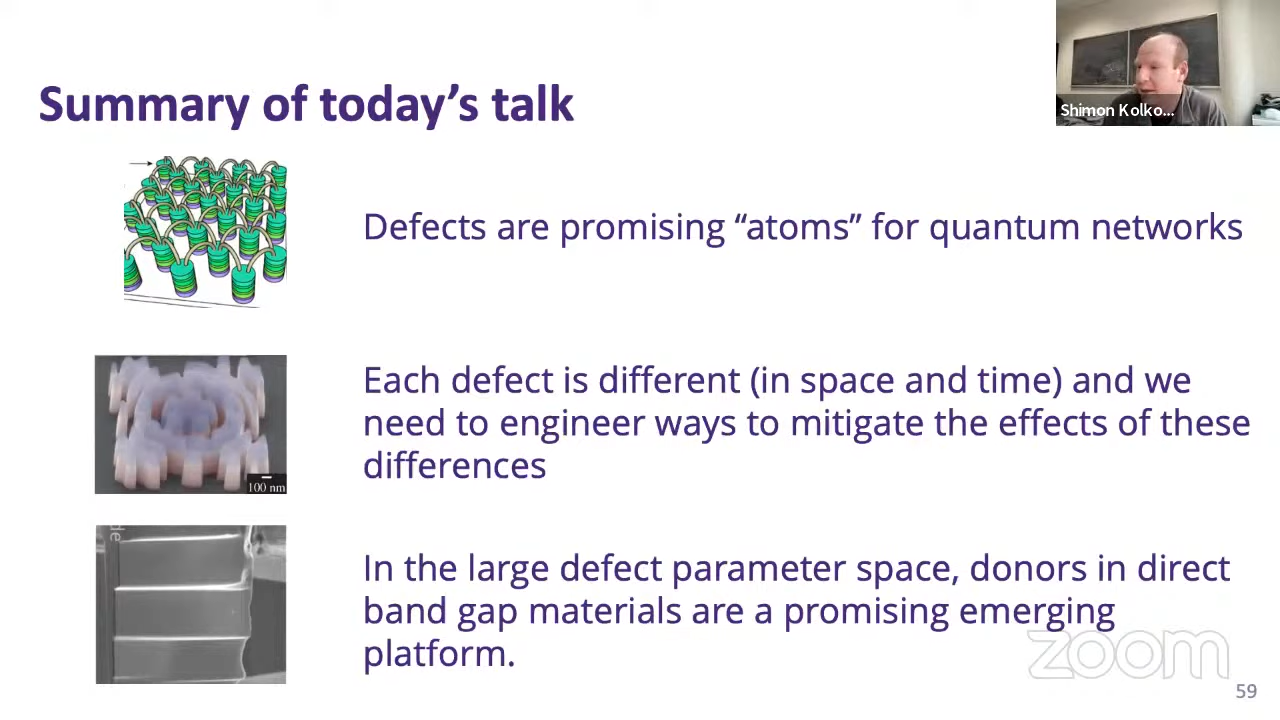 Summary of today's talk
Shimon Kolko...
Defects are promising “atoms” for quantum networks
Each defect is different (in space and time) and we
need to engineer ways to mitigate the effects of these
differences
100 nm
de
In the large defect parameter space, donors in direct
band gap materials are a promising emerging
platform.
zoom
59